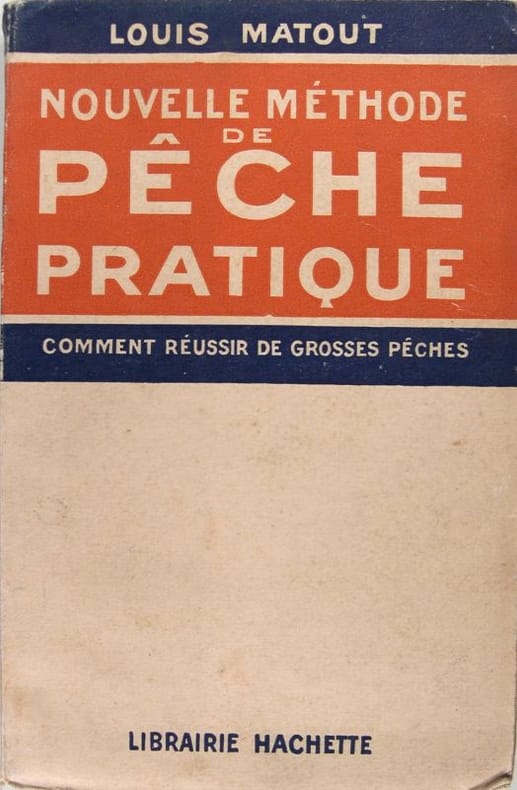 LOUIS MATOUT
NOUVELLE MÉTHODE
DE
PÊCHE
PRATIQUE
COMMENT RÉUSSIR DE GROSSES PÊCHES
LIBRAIRIE HACHETTE